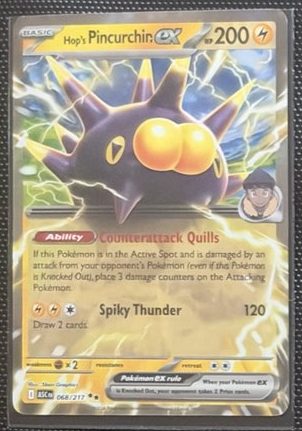 BASIC
Hop's Pincurchin ex HP 200
Ability Counterattack Quills
If this Pokémon is in the Active Spot and is damaged by an
attack from your opponent's Pokémon (even if this Pokémon
is Knocked Out), place 3 damage counters on the Attacking
Pokémon.
Spiky Thunder 120
Draw 2 cards.
weakness x 2 resistance retreat
Pokémon ex rule
When your Pokémon ex
is Knocked Out, your opponent takes 2 Prize cards.
ASC EN 068/217